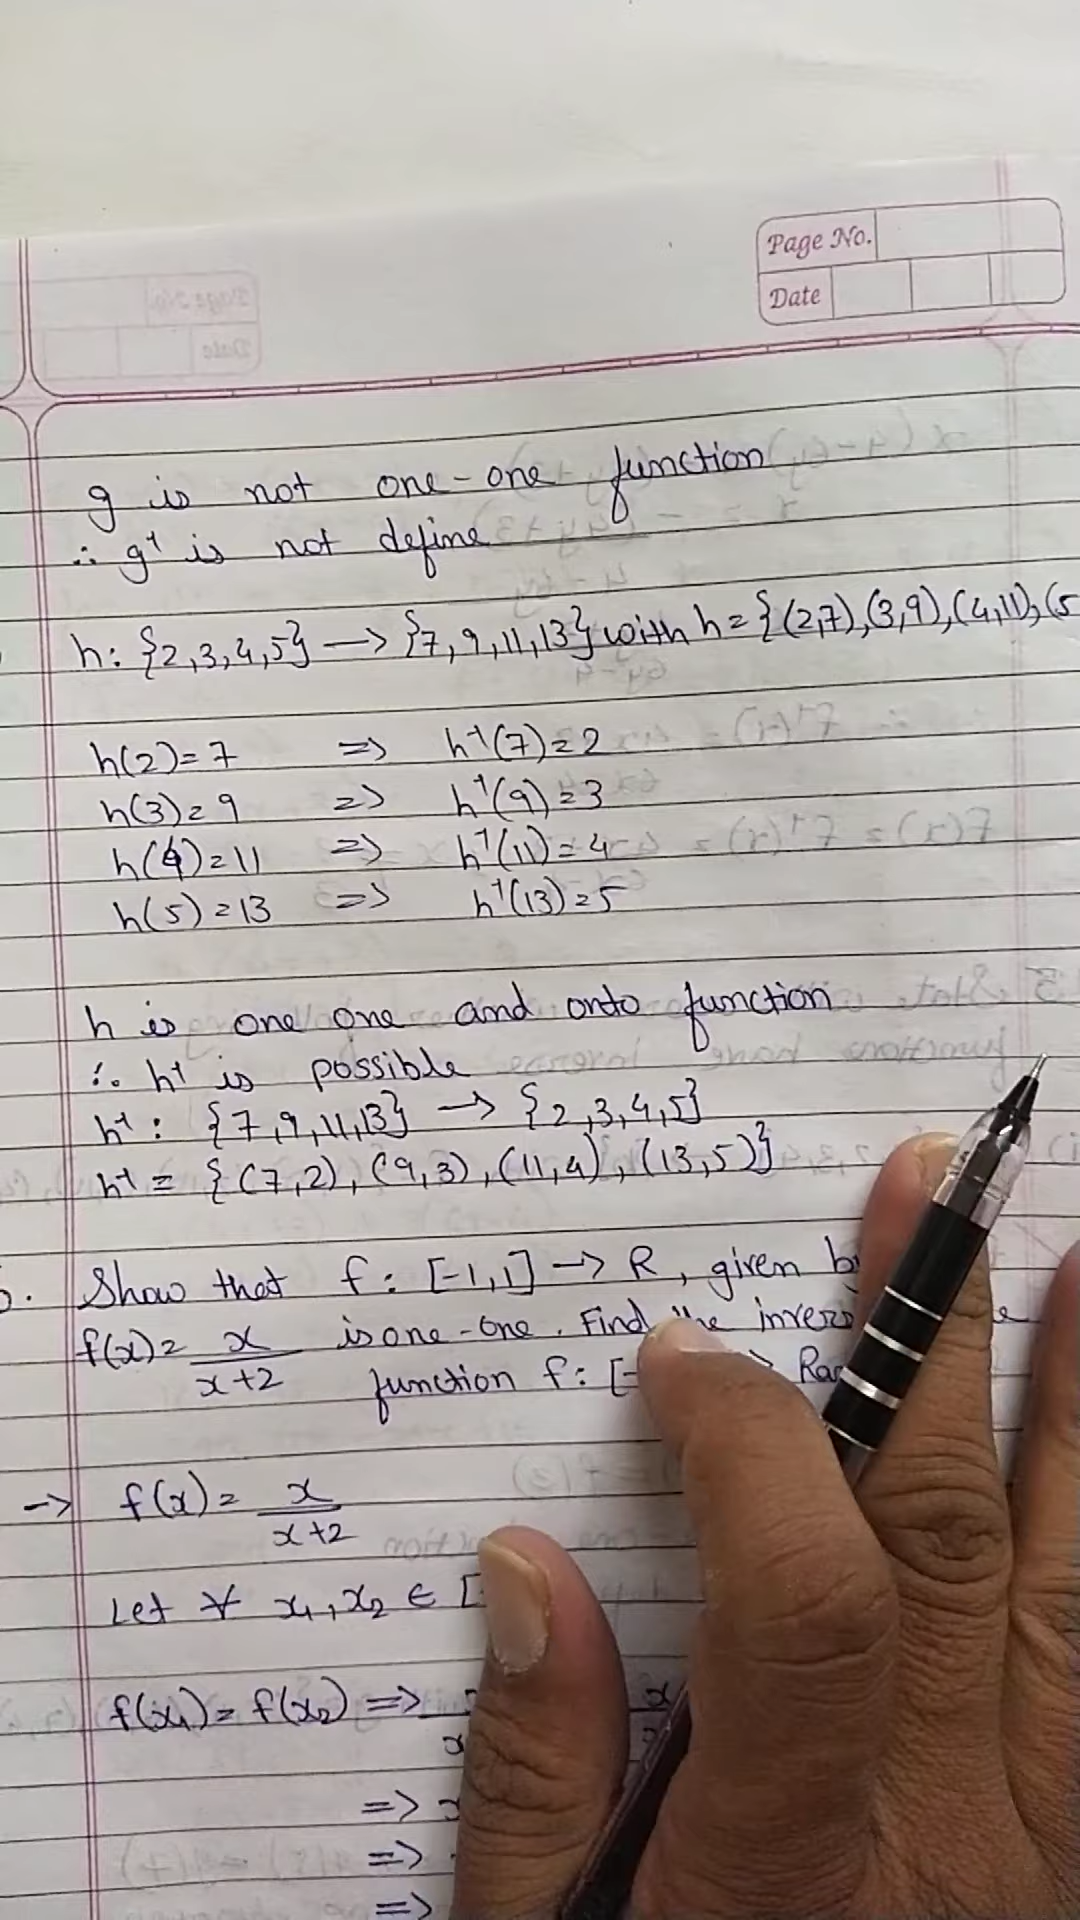 Page No.
Date
g is not one-one function
∴ g⁻¹ is not define
h: {2,3,4,5} → {7,9,11,13} with h = {(2,7),(3,9),(4,11),(5
h(2)=7 => h⁻¹(7)=2
h(3)=9 => h⁻¹(9)=3
h(4)=11 => h⁻¹(11)=4
h(5)=13 => h⁻¹(13)=5
h is one one and onto function
∴ h⁻¹ is possible
h⁻¹: {7,9,11,13} → {2,3,4,5}
h⁻¹ = {(7,2),(9,3),(11,4),(13,5)}
Show that f: [-1,1] → R, given
f(x)= x/(x+2) is one-one. Find the
function f: [-
→ f(x)= x/(x+2)
Let ∀ x₁,x₂ ∈ [
f(x₁)= f(x₂) =>
=>
=>
=>